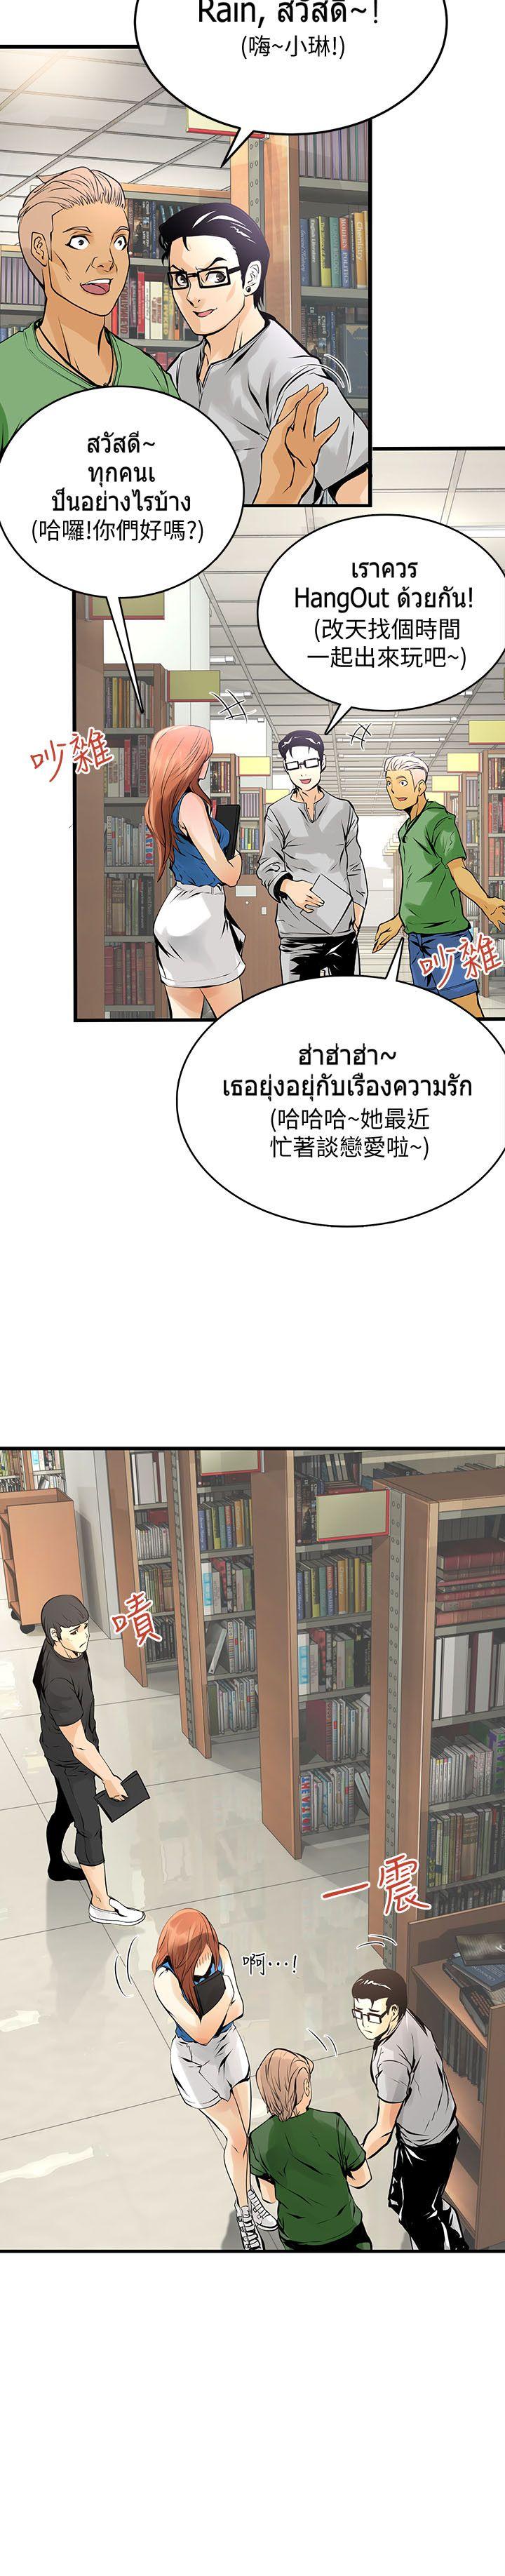 Rain, สวัสดี~!
(嗨~小琳!)
สวัสดี~
ทุกคนเ
ป็นอย่างไรบ้าง
(哈囉!你們好嗎?)
เราควร
HangOut ด้วยกัน!
(改天找個時間
一起出來玩吧~)
吵雜
吵雜
ฮ่าฮ่าฮ่า~
เธอยุ่งอยุ่กับเรืองความรัก
(哈哈哈~她最近
忙著談戀愛啦~)
嘖
一震
啊…!